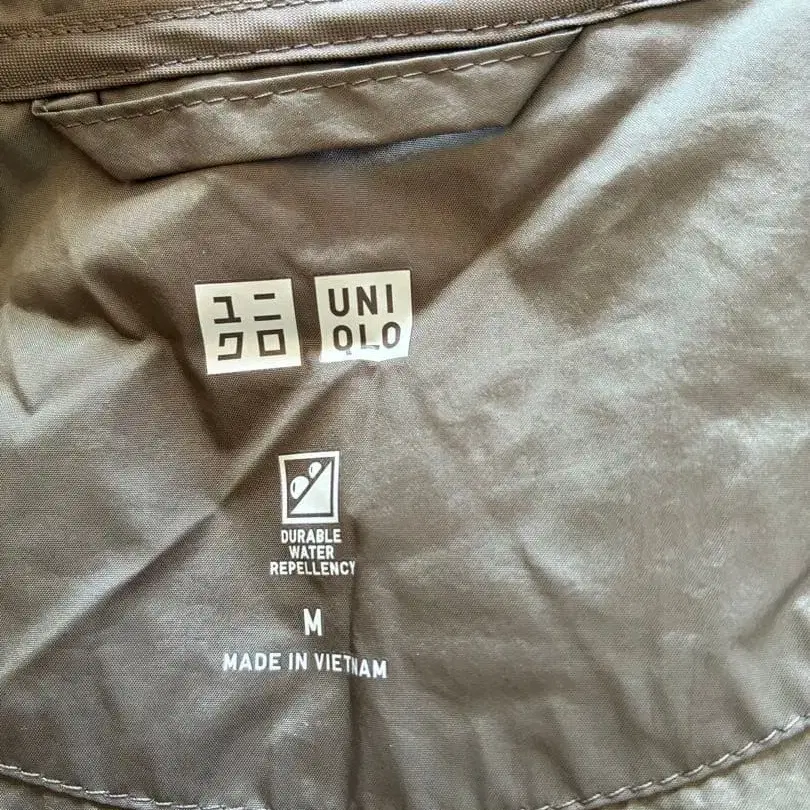 ユニ
クロ
UNI
QLO
DURABLE
WATER
REPELLENCY
M
MADE IN VIETNAM